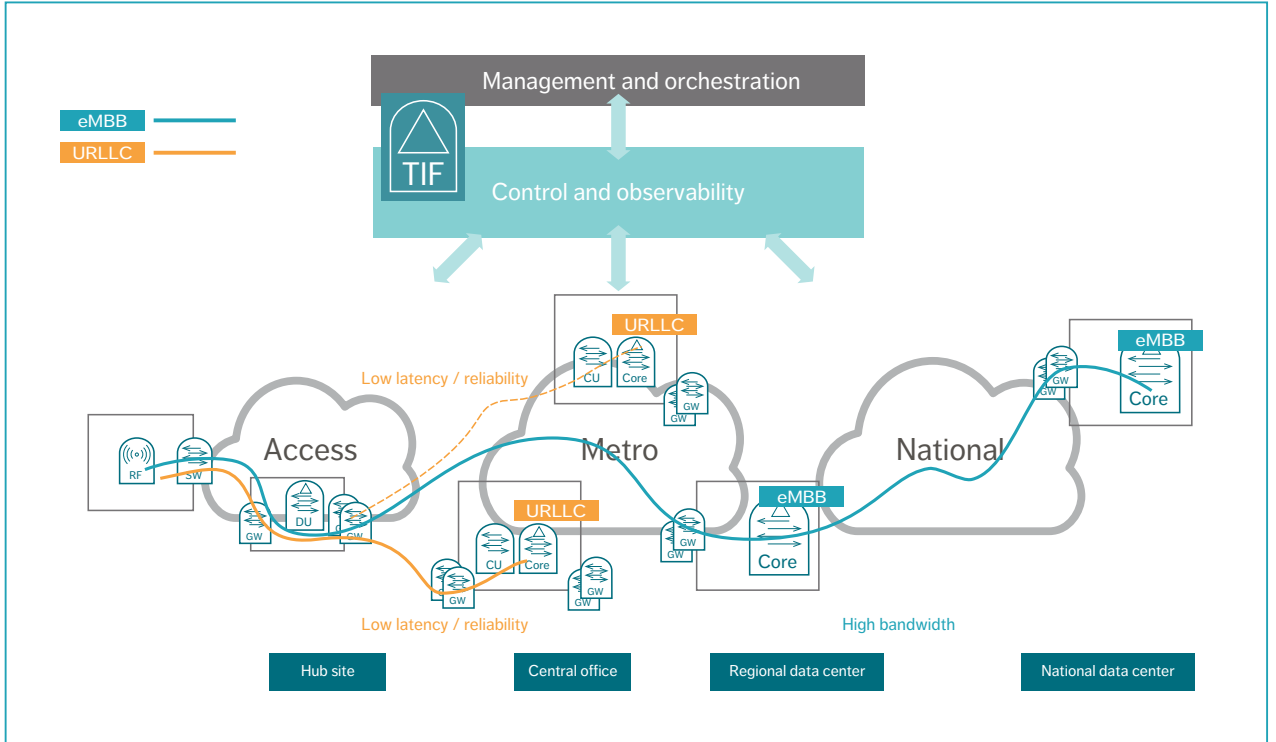 Management and orchestration
eMBB
URLLC
TIF
Control and observability
URLLC
CU
Core
GW
GW
Low latency / reliability
eMBB
GW
GW
Core
Access
Metro
National
RF
SW
DU
GW
GW
URLLC
CU
Core
GW
GW
GW
eMBB
GW
GW
Core
Low latency / reliability
High bandwidth
Hub site
Central office
Regional data center
National data center